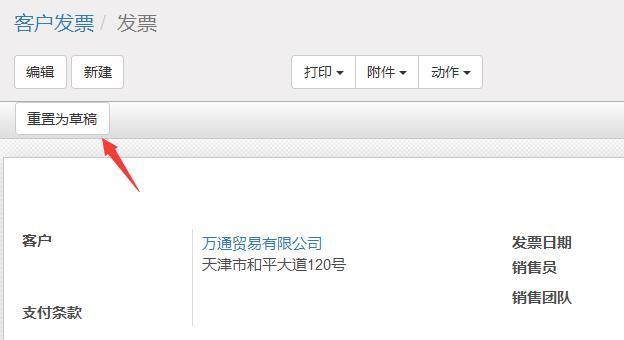 客户发票 / 发票
编辑 新建 打印 附件 动作
重置为草稿
客户 万通贸易有限公司 发票日期
天津市和平大道120号 销售员
销售团队
支付条款